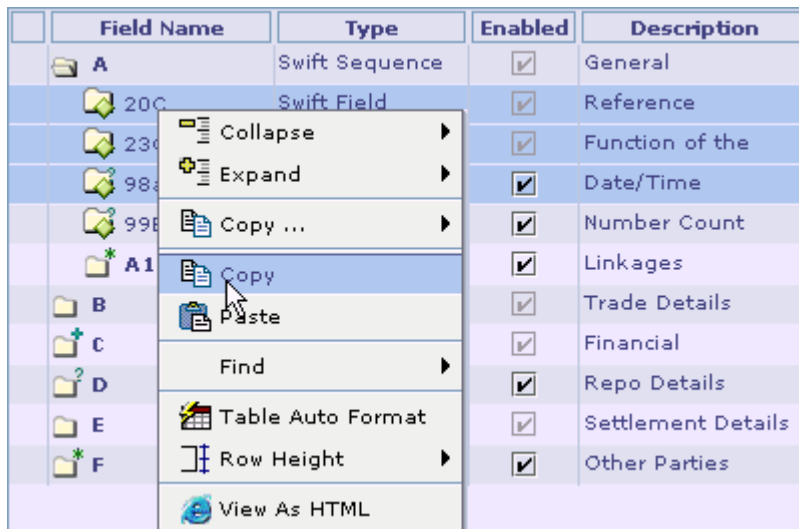 Field Name Type Enabled Description
A Swift Sequence General
20C Swift Field Reference
Function of the
Date/Time
Number Count
A1 Linkages
B Trade Details
C Financial
D Repo Details
E Settlement Details
F Other Parties
Collapse
Expand
Copy ...
Copy
Paste
Find
Table Auto Format
Row Height
View As HTML